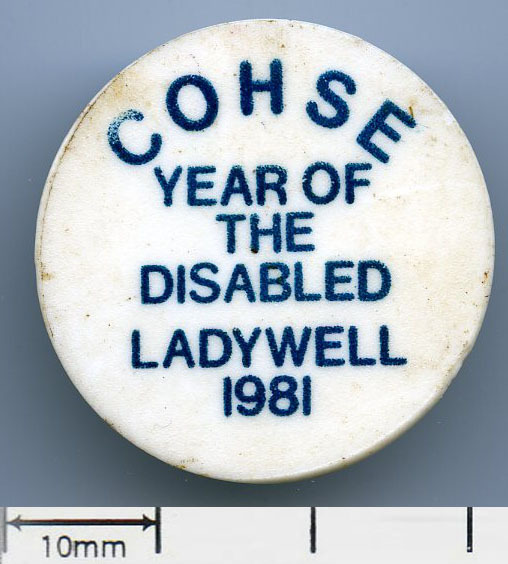 COHSE
YEAR OF
THE
DISABLED
LADYWELL
1981
10mm